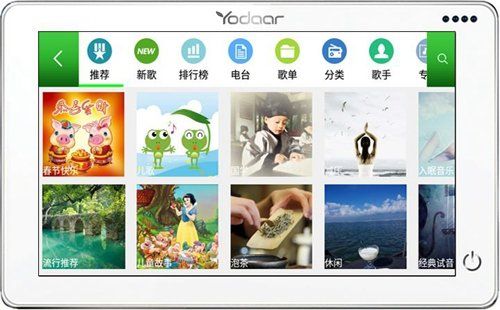 Yodaar
NEW
推荐
新歌
排行榜
电台
歌单
分类
歌手
专
春节快乐
儿歌
国学
入眠音乐
流行推荐
儿童故事
泡茶
休闲
经典试音